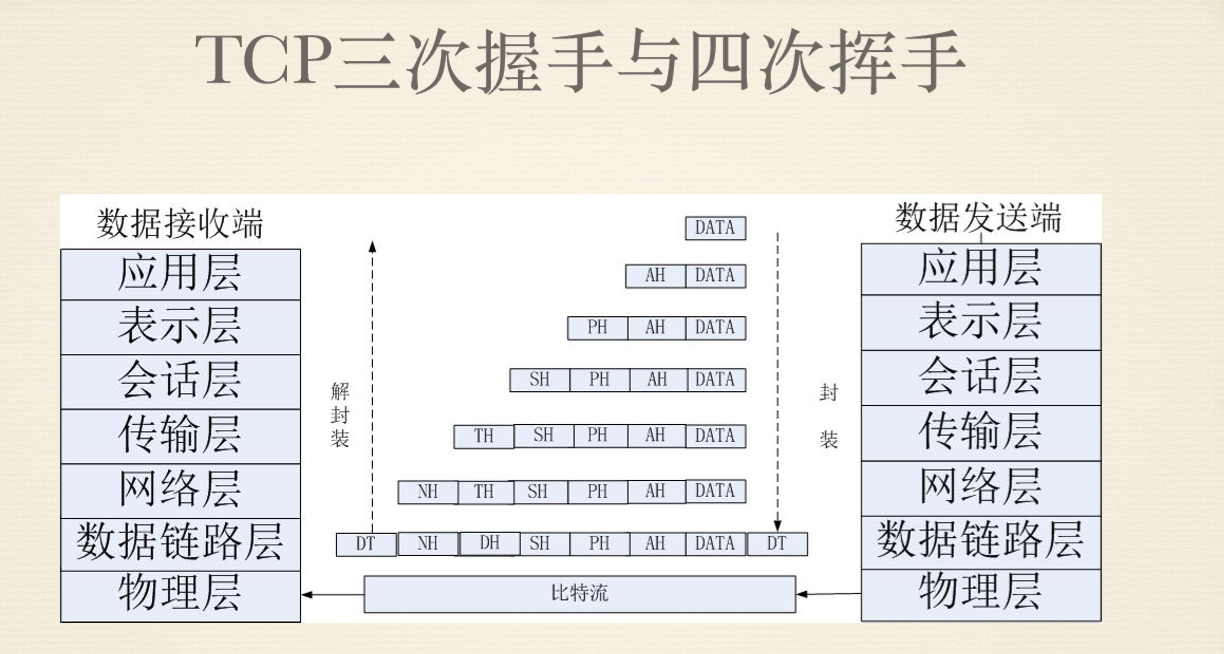 TCP三次握手与四次挥手
数据接收端
应用层
表示层
会话层
传输层
网络层
数据链路层
物理层
解封装
DATA
AH DATA
PH AH DATA
SH PH AH DATA
TH SH PH AH DATA
NH TH SH PH AH DATA
DT NH DH SH PH AH DATA DT
比特流
封装
数据发送端
应用层
表示层
会话层
传输层
网络层
数据链路层
物理层